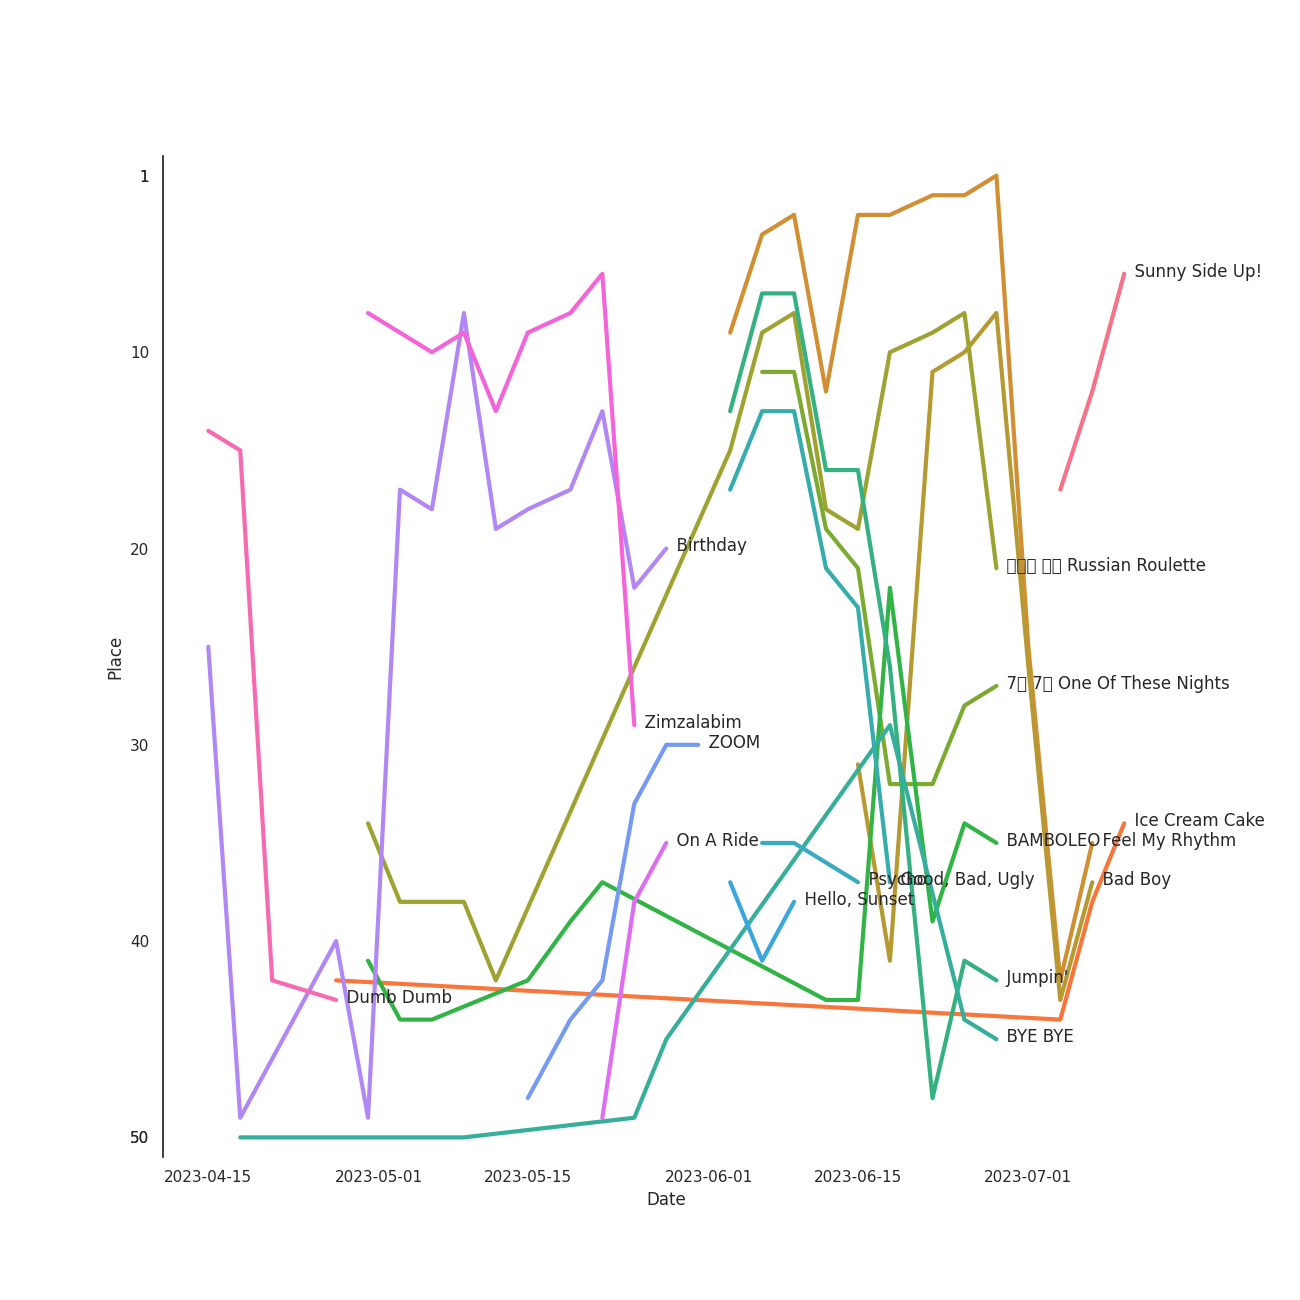 1
10
20
30
40
50
Place
2023-04-15
2023-05-01
2023-05-15
2023-06-01
2023-06-15
2023-07-01
Date
Sunny Side Up!
Birthday
Russian Roulette
7 7 One Of These Nights
Zimzalabim
ZOOM
Ice Cream Cake
On A Ride
BAMBOLEO
Feel My Rhythm
Psycho
Good, Bad, Ugly
Bad Boy
Hello, Sunset
Jumpin'
Dumb Dumb
BYE BYE